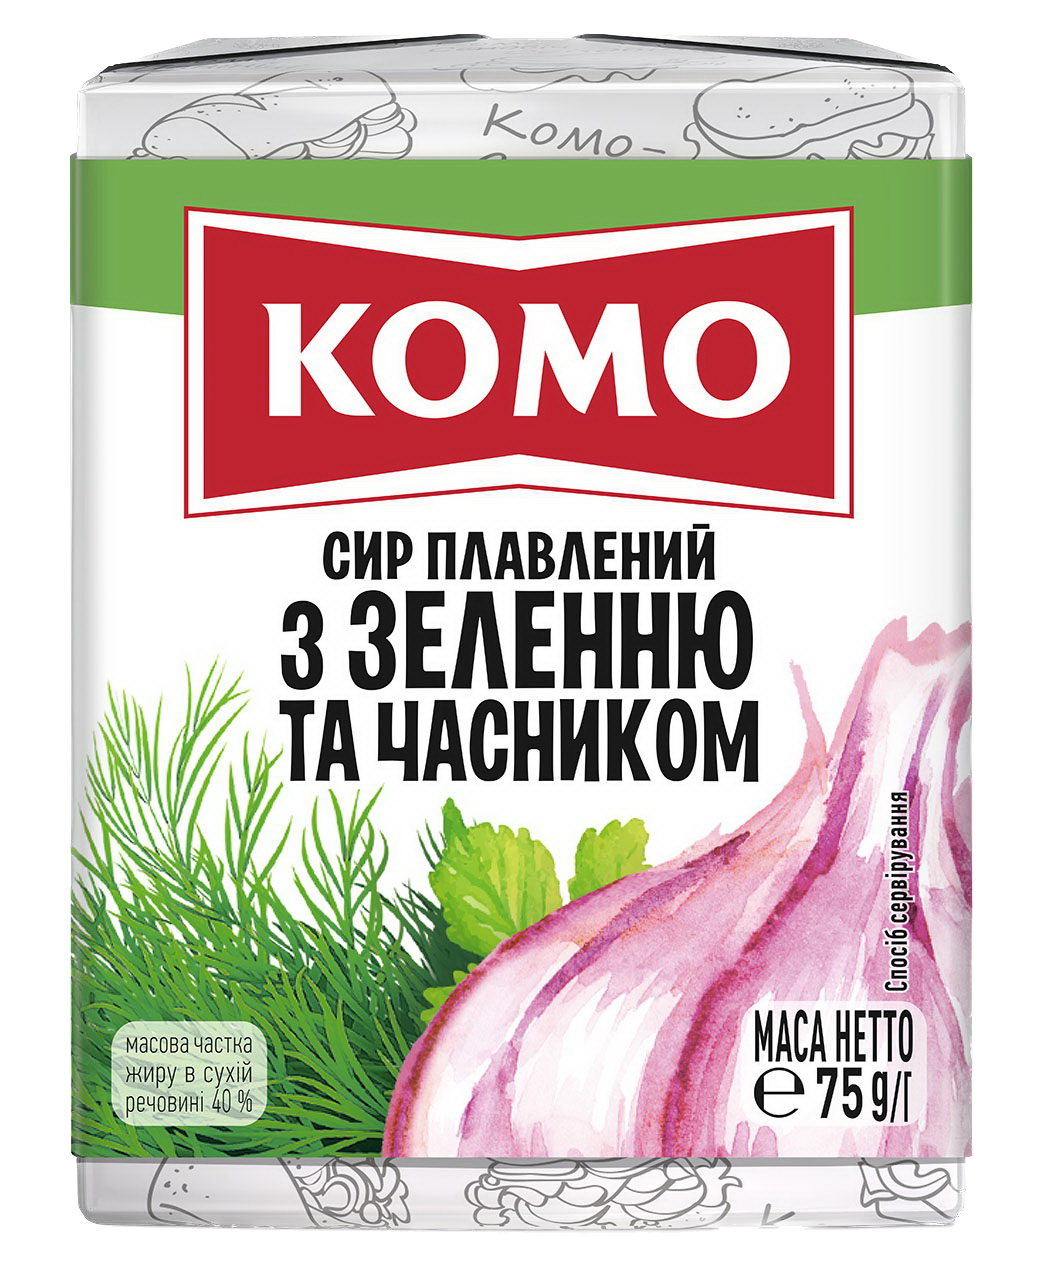 Комо-
КОМО
СИР ПЛАВЛЕНИЙ
З ЗЕЛЕННЮ
ТА ЧАСНИКОМ
Спосіб сервірування
масова частка
жиру в сухій
речовині 40 %
МАСА НЕТТО
℮ 75 g/г